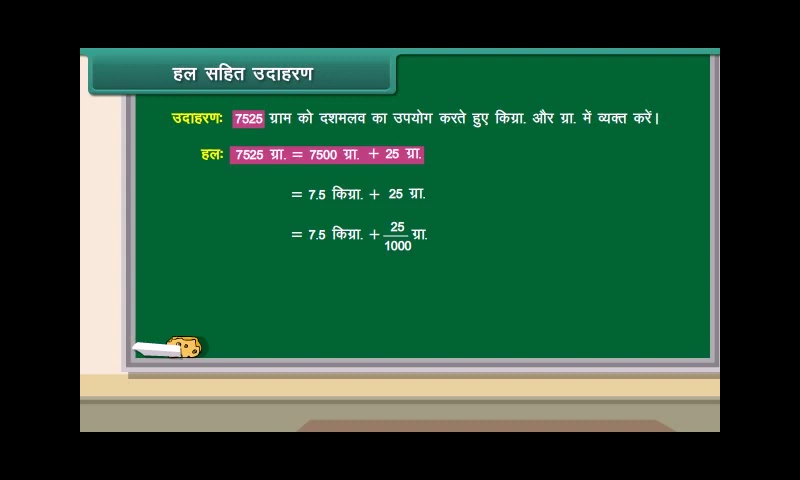 हल सहित उदाहरण
उदाहरणः 7525 ग्राम को दशमलव का उपयोग करते हुए किग्रा. और ग्रा. में व्यक्त करें।
हलः 7525 ग्रा. = 7500 ग्रा. + 25 ग्रा.
= 7.5 किग्रा. + 25 ग्रा.
= 7.5 किग्रा. + 25/1000 ग्रा.